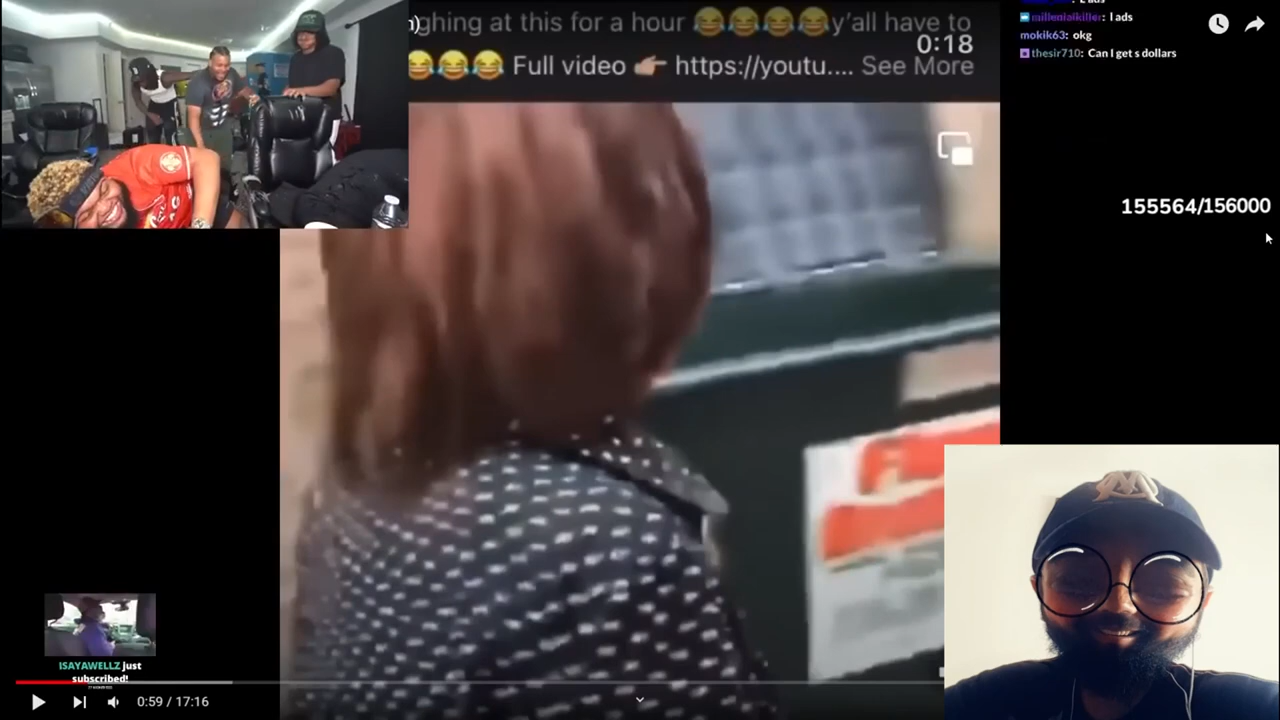 ghing at this for a hour 😂😂😂😂y'all have to
0:18
😂😂😂 Full video 👉🏼 https://youtu.... See More
millenialkiller: I ads
mokik63: okg
thesir710: Can I get s dollars
155564/156000
ISAYAWELLZ just
subscribed!
0:59 / 17:16